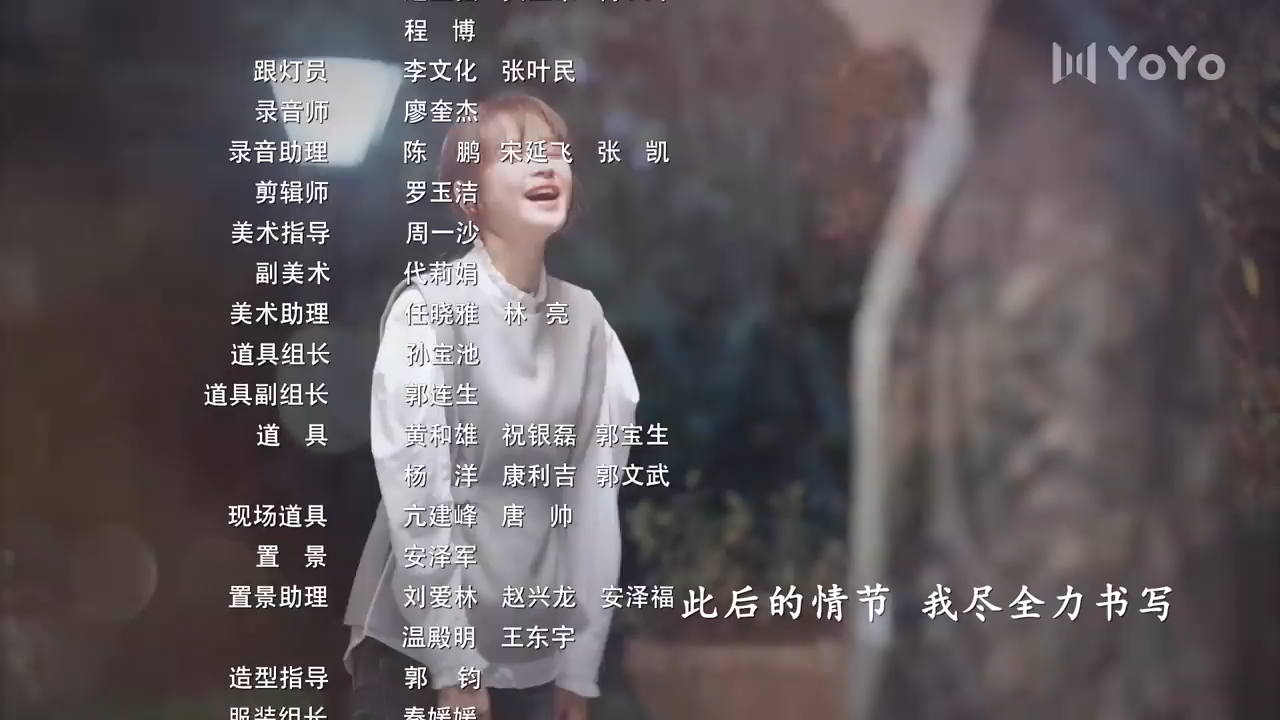 程 博
YoYo
跟灯员 李文化 张叶民
录音师 廖奎杰
录音助理 陈 鹏 宋延飞 张 凯
剪辑师 罗玉洁
美术指导 周一沙
副美术 代莉娟
美术助理 任晓雅 林 亮
道具组长 孙宝池
道具副组长 郭连生
道 具 黄和雄 祝银磊 郭宝生
杨 洋 康利吉 郭文武
现场道具 亢建峰 唐 帅
置 景 安泽军
置景助理 刘爱林 赵兴龙 安泽福
此后的情节 我尽全力书写
温殿明 王东宇
造型指导 郭 钧
服装组长 秦媛媛